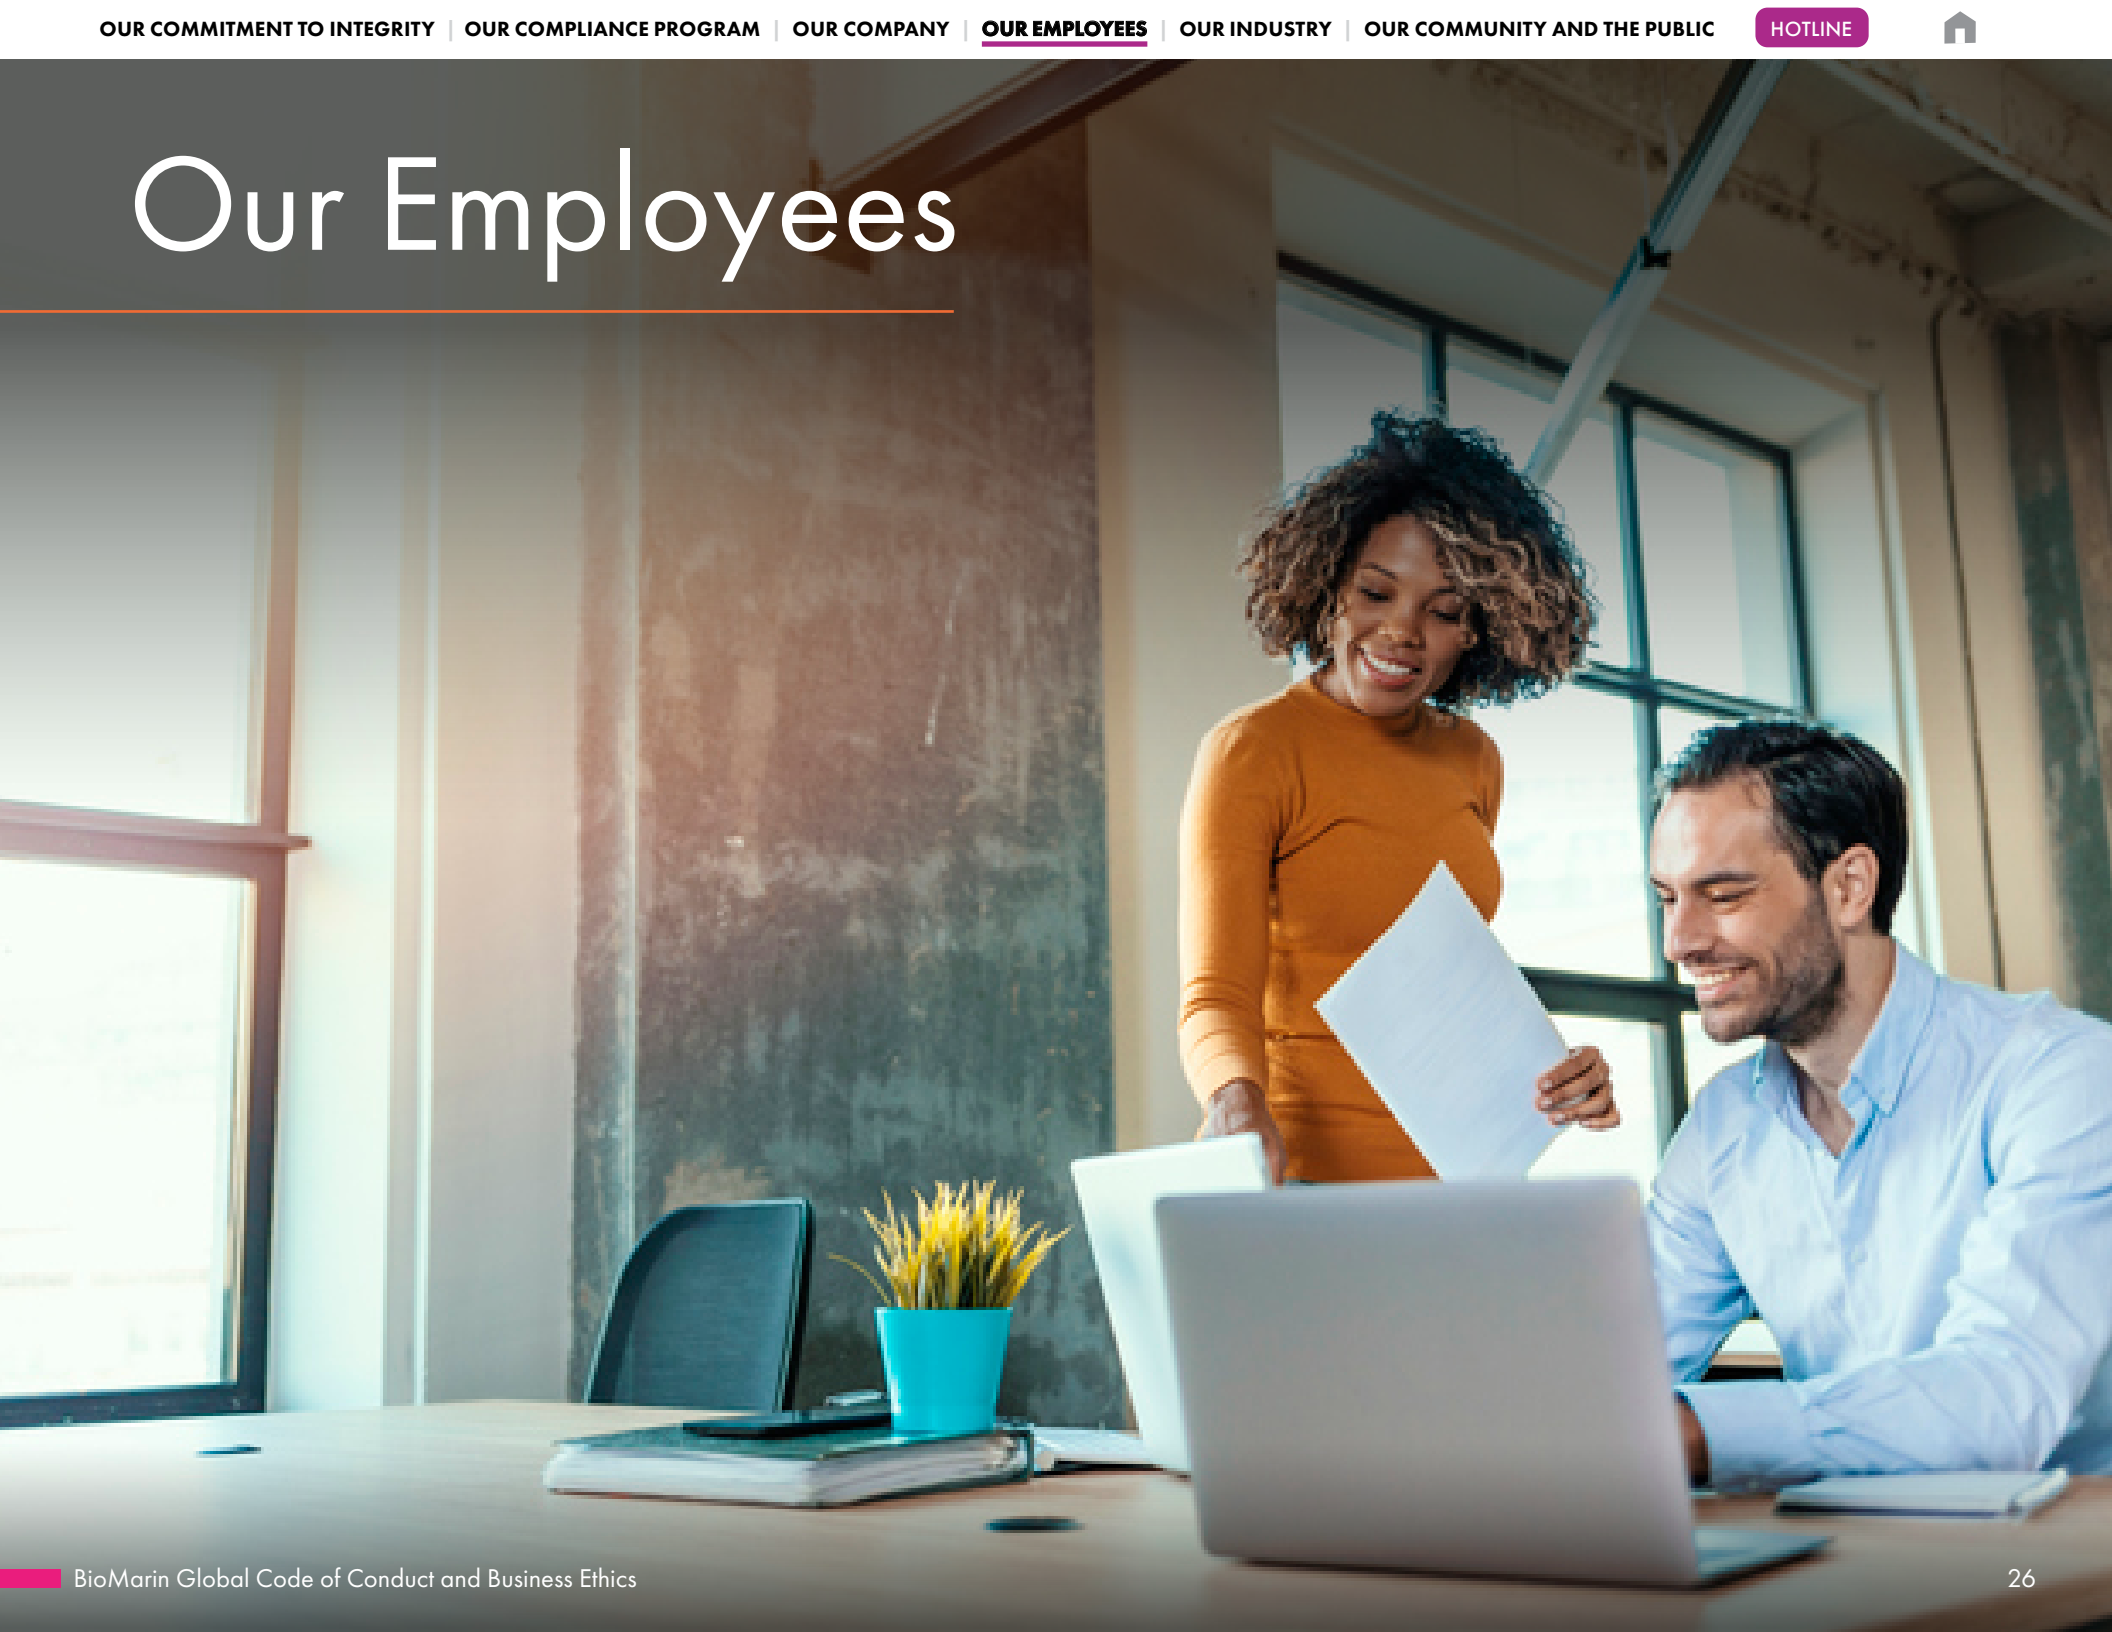 OUR COMMITMENT TO INTEGRITY | OUR COMPLIANCE PROGRAM | OUR COMPANY | OUR EMPLOYEES | OUR INDUSTRY | OUR COMMUNITY AND THE PUBLIC HOTLINE
Our Employees
BioMarin Global Code of Conduct and Business Ethics 26